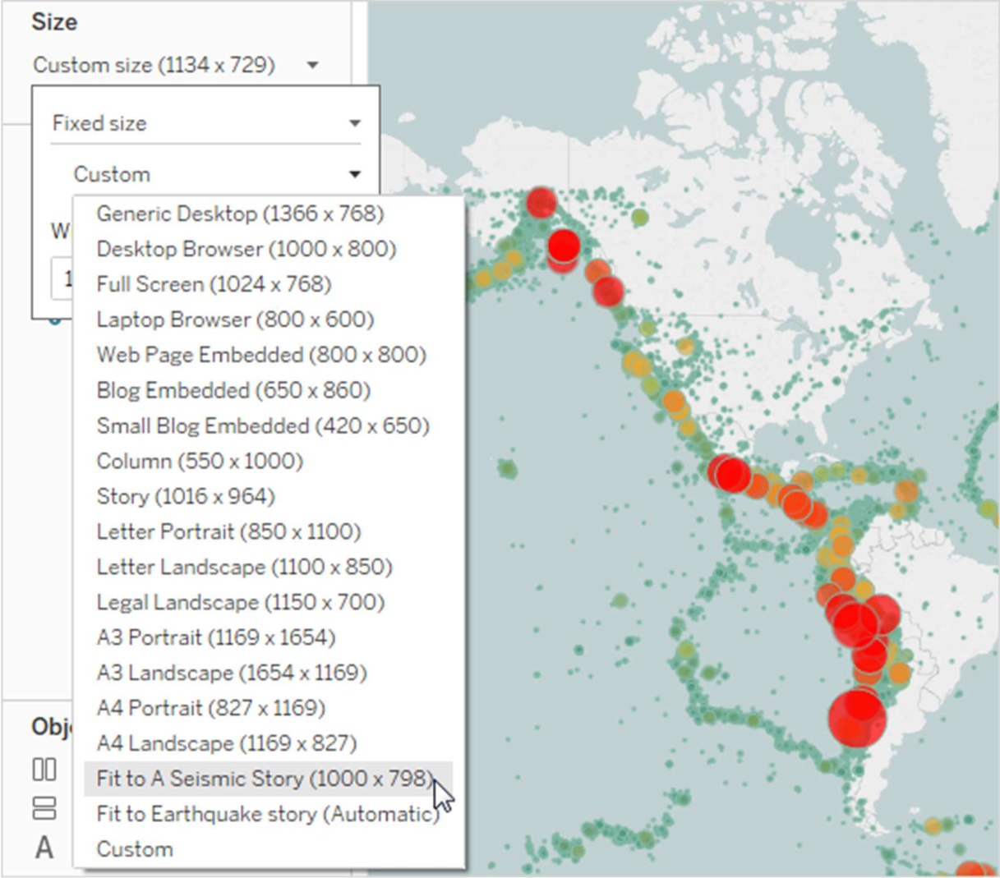 Size
Custom size (1134 x 729)
Fixed size
Custom
Generic Desktop (1366 x 768)
W
Desktop Browser (1000 x 800)
1
Full Screen (1024 x 768)
Laptop Browser (800 x 600)
Web Page Embedded (800 x 800)
Blog Embedded (650 x 860)
Small Blog Embedded (420 x 650)
Column (550 x 1000)
Story (1016 x 964)
Letter Portrait (850 x 1100)
Letter Landscape (1100 x 850)
Legal Landscape (1150 x 700)
A3 Portrait (1169 x 1654)
A3 Landscape (1654 x 1169)
A4 Portrait (827 x 1169)
Obj
A4 Landscape (1169 x 827)
Fit to A Seismic Story (1000 x 798)
Fit to Earthquake story (Automatic)
Custom
A